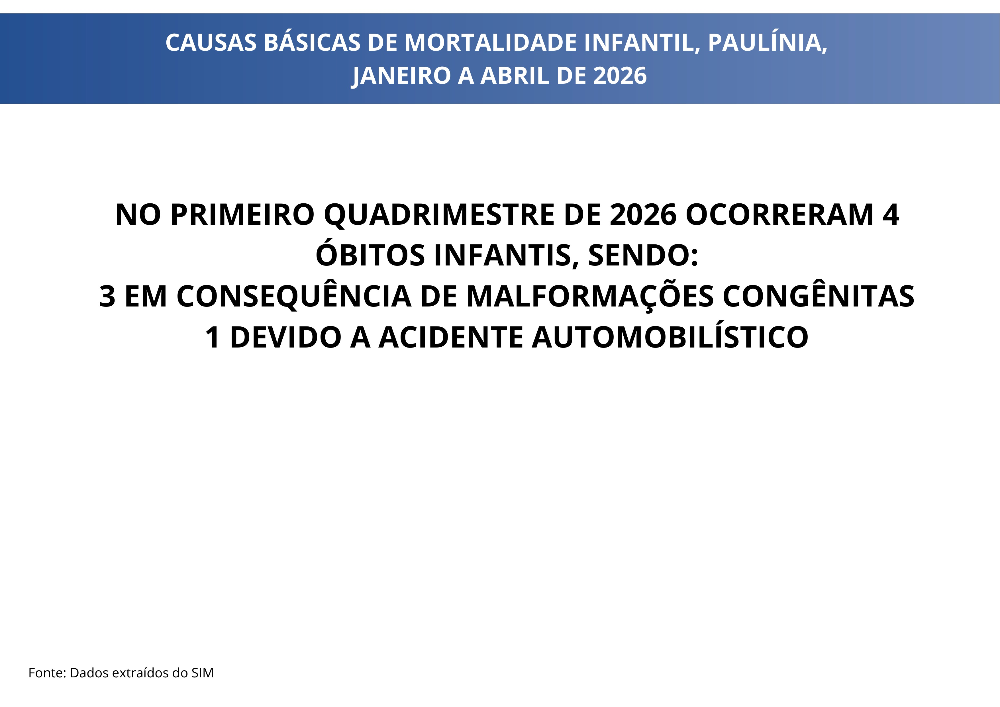 CAUSAS BÁSICAS DE MORTALIDADE INFANTIL, PAULÍNIA,
JANEIRO A ABRIL DE 2026
NO PRIMEIRO QUADRIMESTRE DE 2026 OCORRERAM 4
ÓBITOS INFANTIS, SENDO:
3 EM CONSEQUÊNCIA DE MALFORMAÇÕES CONGÊNITAS
1 DEVIDO A ACIDENTE AUTOMOBILÍSTICO
Fonte: Dados extraídos do SIM